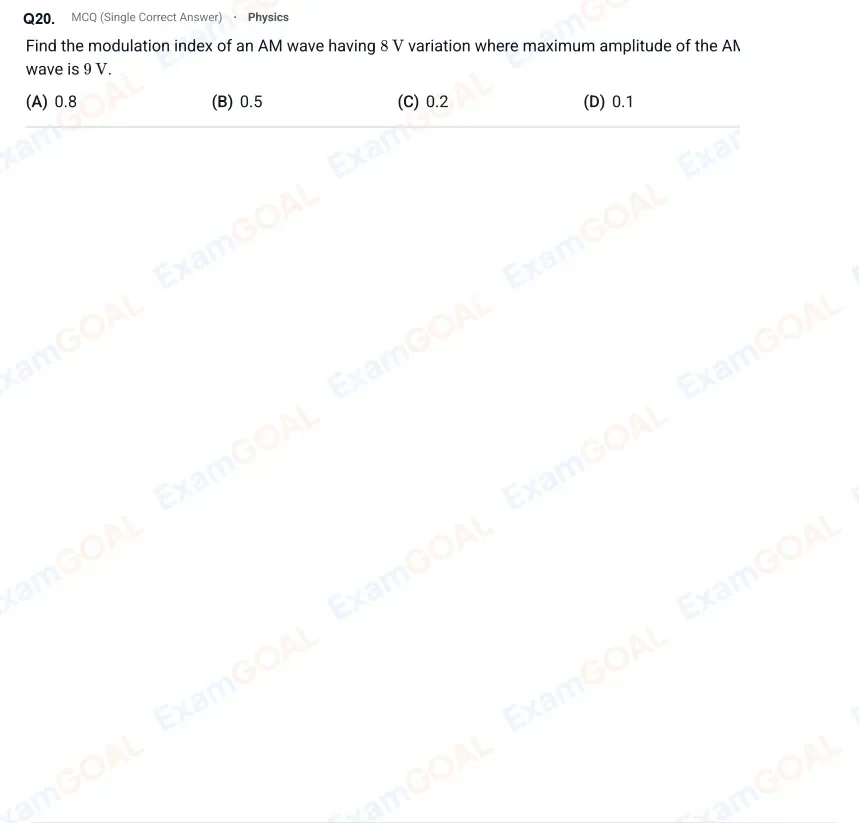 Q20. MCQ (Single Correct Answer) · Physics
Find the modulation index of an AM wave having 8 V variation where maximum amplitude of the AM
wave is 9 V.
(A) 0.8 (B) 0.5 (C) 0.2 (D) 0.1
ExamGOAL